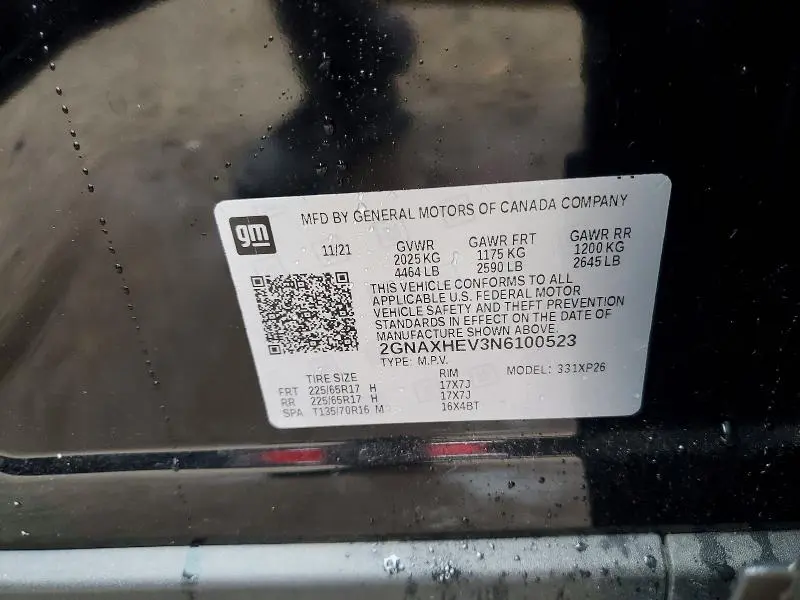 gm
MFD BY GENERAL MOTORS OF CANADA COMPANY
11/21 GVWR GAWR FRT GAWR RR
2025 KG 1175 KG 1200 KG
4464 LB 2590 LB 2645 LB
THIS VEHICLE CONFORMS TO ALL
APPLICABLE U.S. FEDERAL MOTOR
VEHICLE SAFETY AND THEFT PREVENTION
STANDARDS IN EFFECT ON THE DATE OF
MANUFACTURE SHOWN ABOVE.
2GNAXHEV3N6100523
TYPE: M.P.V. MODEL: 331XP26
TIRE SIZE RIM
FRT 225/65R17 H 17X7J
RR 225/65R17 H 17X7J
SPA T135/70R16 M 16X4BT